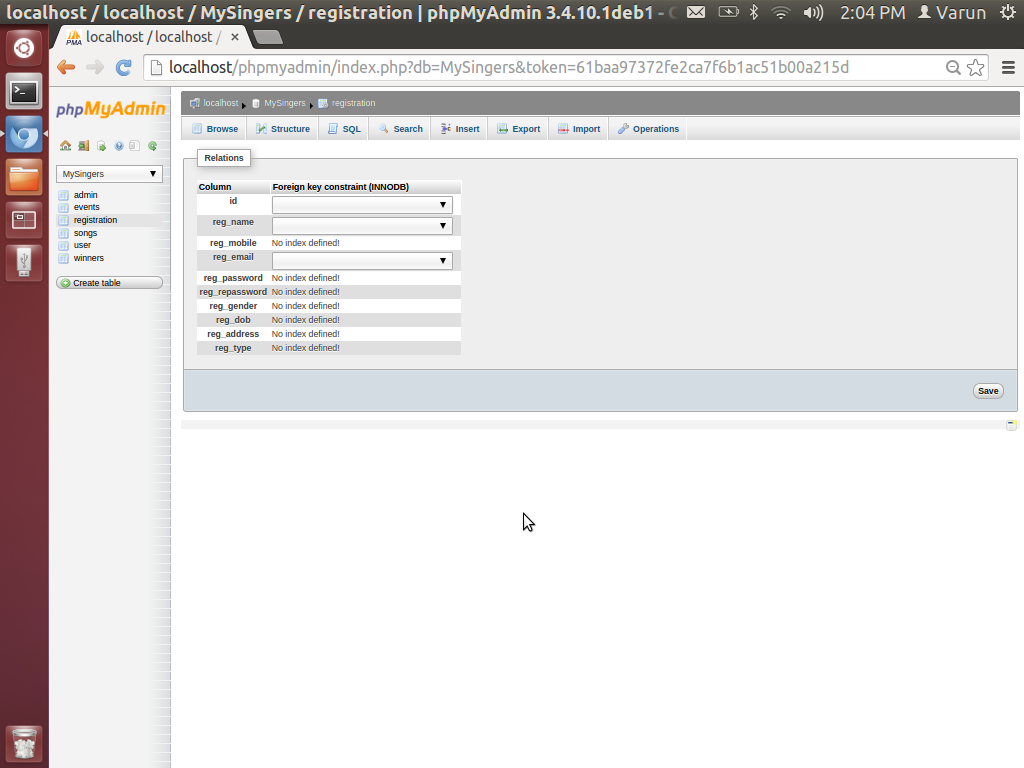 localhost / localhost / MySingers / registration | phpMyAdmin 3.4.10.1deb1 - 2:04 PM Varun
PMA localhost / localhost / ×
localhost/phpmyadmin/index.php?db=MySingers&token=61baa97372fe2ca7f6b1ac51b00a215d
phpMyAdmin
MySingers
admin
events
registration
songs
user
winners
Create table
localhost MySingers registration
Browse Structure SQL Search Insert Export Import Operations
Relations
Column Foreign key constraint (INNODB)
id
reg_name
reg_mobile No index defined!
reg_email
reg_password No index defined!
reg_repassword No index defined!
reg_gender No index defined!
reg_dob No index defined!
reg_address No index defined!
reg_type No index defined!
Save